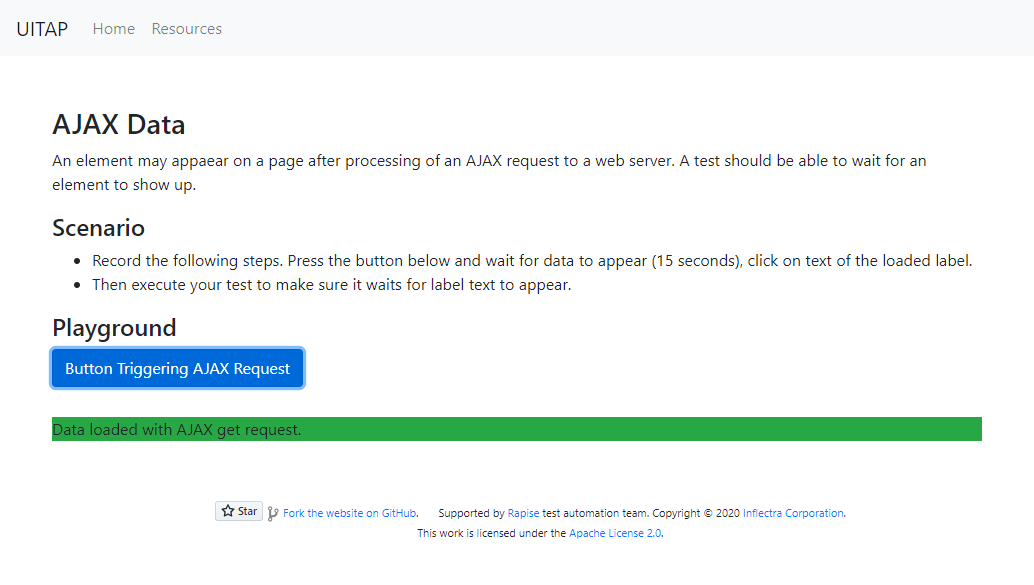 UITAP Home Resources
AJAX Data
An element may appaear on a page after processing of an AJAX request to a web server. A test should be able to wait for an
element to show up.
Scenario
Record the following steps. Press the button below and wait for data to appear (15 seconds), click on text of the loaded label.
Then execute your test to make sure it waits for label text to appear.
Playground
Button Triggering AJAX Request
Data loaded with AJAX get request.
Star Fork the website on GitHub. Supported by Rapise test automation team. Copyright © 2020 Inflectra Corporation.
This work is licensed under the Apache License 2.0.